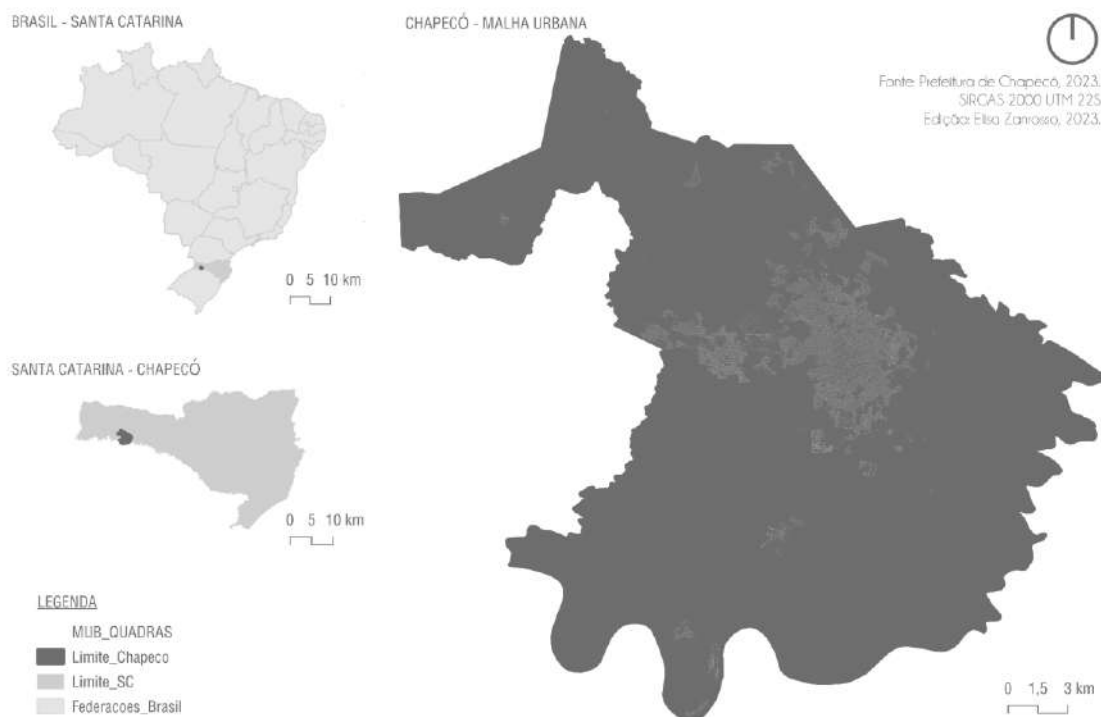 BRASIL - SANTA CATARINA
0 5 10 km
SANTA CATARINA - CHAPECÓ
0 5 10 km
LEGENDA
MUB_QUADRAS
Limite_Chapeco
Limite_SC
Federacoes_Brasil
CHAPECÓ - MALHA URBANA
Fonte Prefeitura de Chapecó, 2023.
SIRCAS 2000 UTM 22S
Edição: Elisa Zanrosso, 2023.
0 1,5 3 km